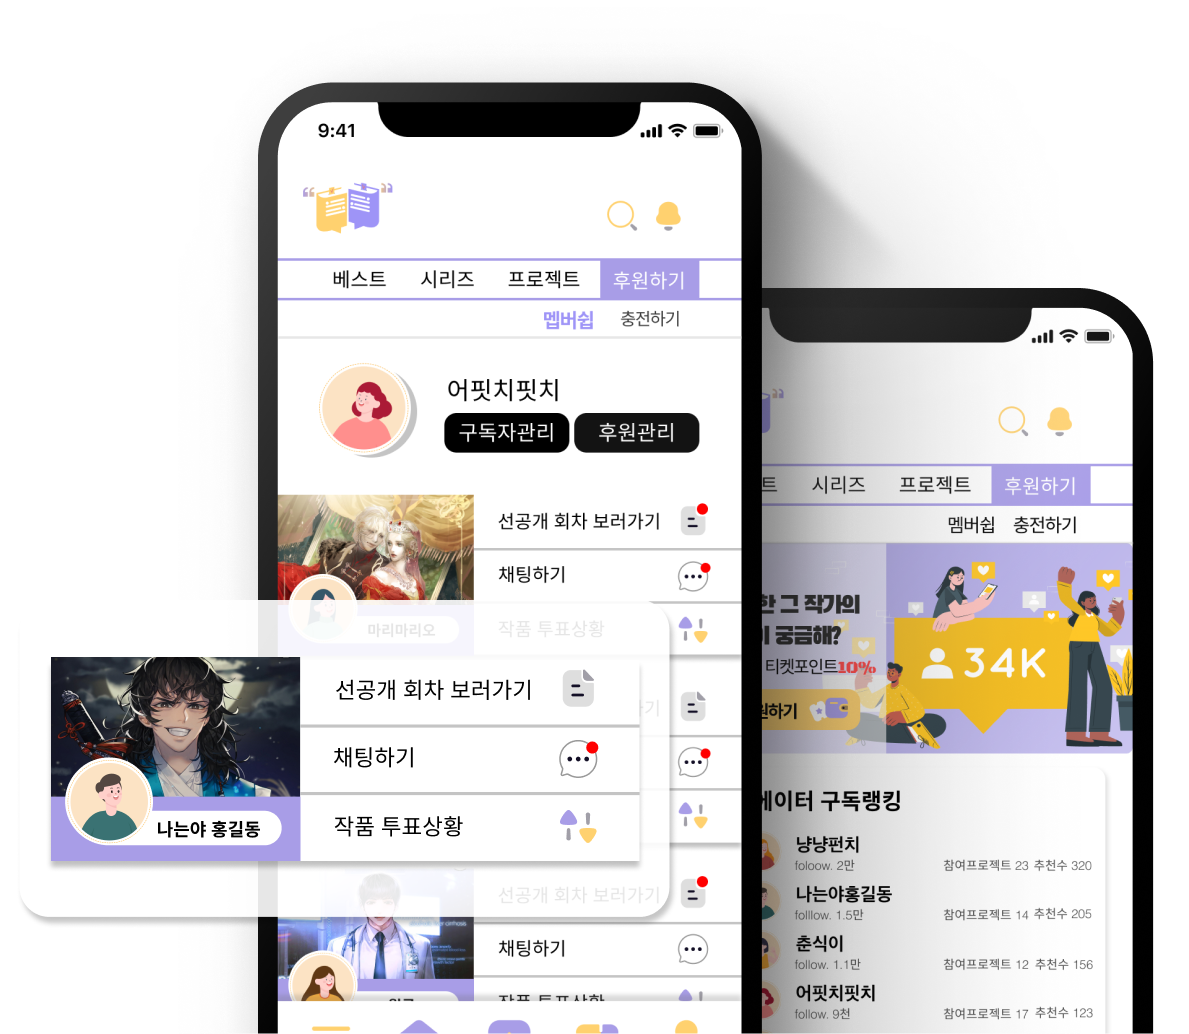 9:41
베스트 시리즈 프로젝트 후원하기
멥버쉽 충전하기
어핏치핏치
구독자관리 후원관리
선공개 회차 보러가기
채팅하기
마리마리오
작품 투표상황
선공개 회차 보러가기
채팅하기
작품 투표상황
나는야 홍길동
선공개 회차 보러가기
채팅하기
작품 투표상황
트 시리즈 프로젝트 후원하기
멤버쉽 충전하기
한 그 작가의
궁금해?
티켓포인트10%
원하기
34K
에이터 구독랭킹
냥냥펀치
foloow. 2만 참여프로젝트 23 추천수 320
나는야홍길동
folllow. 1.5만 참여프로젝트 14 추천수 205
춘식이
follow. 1.1만 참여프로젝트 12 추천수 156
어핏치핏치
follow. 9천 참여프로젝트 17 추천수 123